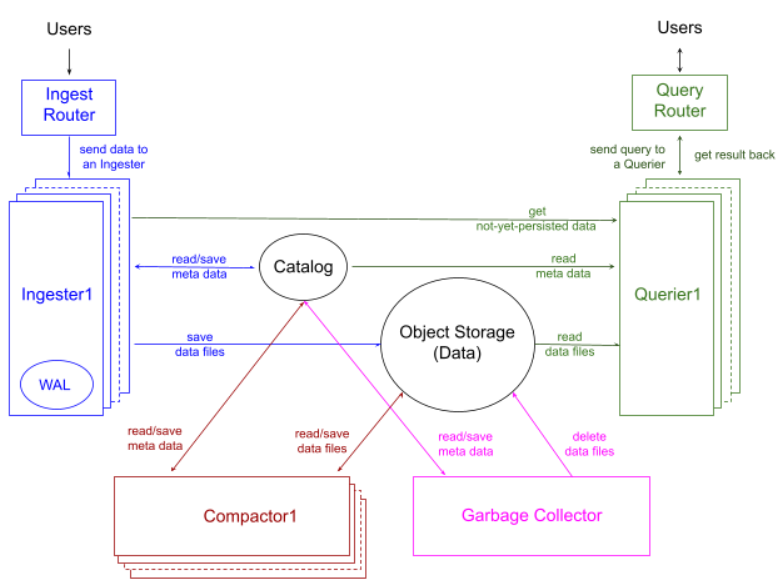 Users
Users
Ingest
Router
Query
Router
send data to
an Ingester
send query to
a Querier
get result back
get
not-yet-persisted data
read/save
meta data
Catalog
read
meta data
Ingester1
Querier1
Object Storage
(Data)
save
data files
read
data files
WAL
read/save
meta data
read/save
data files
read/save
meta data
delete
data files
Compactor1
Garbage Collector